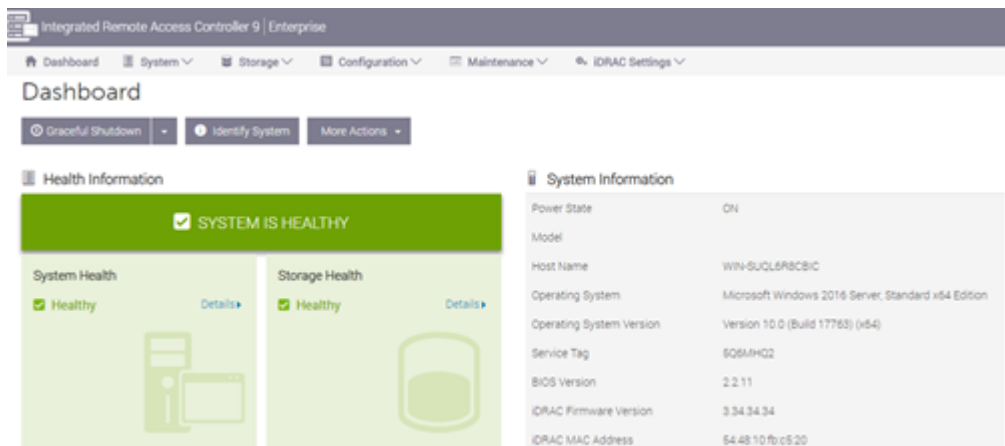 Integrated Remote Access Controller 9 | Enterprise
Dashboard System Storage Configuration Maintenance iDRAC Settings
Dashboard
Graceful Shutdown Identify System More Actions
Health Information
SYSTEM IS HEALTHY
System Health
Healthy Details
Storage Health
Healthy Details
System Information
Power State ON
Model
Host Name WIN-SUQL6R8CBIC
Operating System Microsoft Windows 2016 Server, Standard x64 Edition
Operating System Version Version 10.0 (Build 17763) (x64)
Service Tag 5Q6MHQ2
BIOS Version 2.2.11
iDRAC Firmware Version 3.34.34.34
iDRAC MAC Address 54:48:10:fb:c5:20